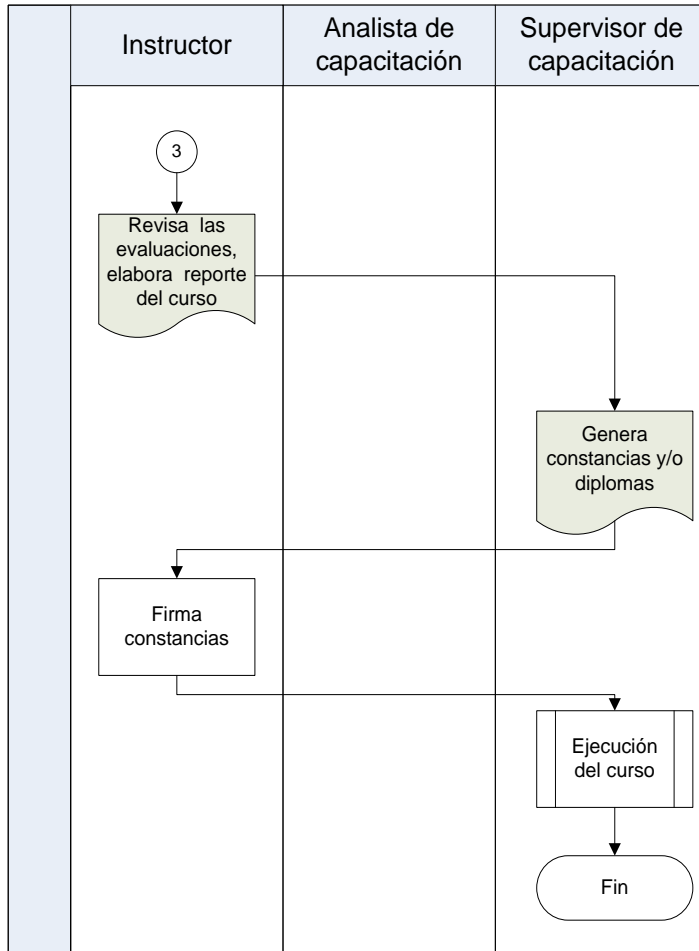 Instructor
Analista de
capacitación
Supervisor de
capacitación
3
Revisa las
evaluaciones,
elabora reporte
del curso
Genera
constancias y/o
diplomas
Firma
constancias
Ejecución
del curso
Fin